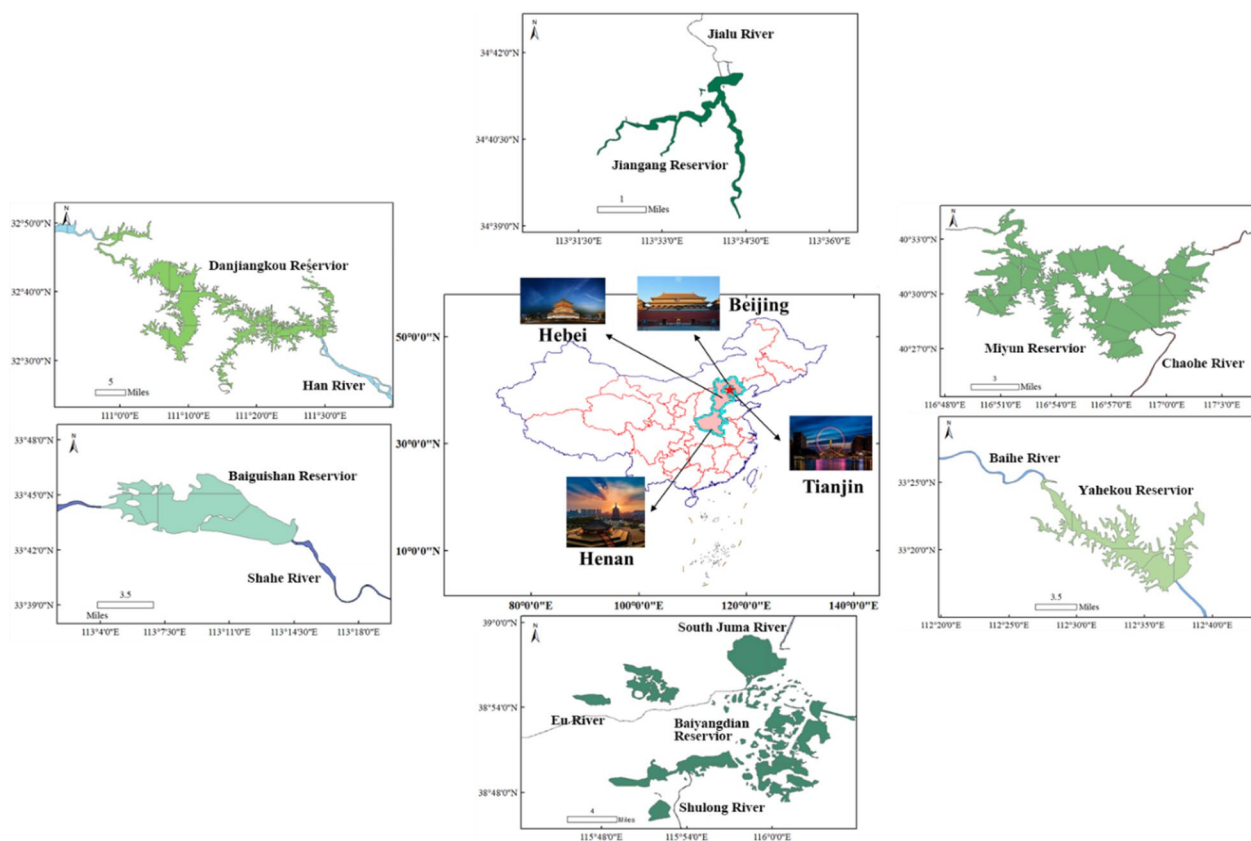 N
Jialu River
34°42'0"N
34°40'30"N
34°39'0"N
Jiangang Reservior
1
Miles
113°31'30"E
113°33'0"E
113°34'30"E
113°36'0"E
N
32°50'0"N
32°40'0"N
32°30'0"N
Danjiangkou Reservior
Han River
5
Miles
111°0'0"E
111°10'0"E
111°20'0"E
111°30'0"E
N
33°48'0"N
33°45'0"N
33°42'0"N
33°39'0"N
Baiguishan Reservior
Shahe River
3.5
Miles
113°4'0"E
113°7'30"E
113°11'0"E
113°14'30"E
113°18'0"E
Hebei
Beijing
Tianjin
Henan
50°0'0"N
30°0'0"N
10°0'0"N
80°0'0"E
100°0'0"E
120°0'0"E
140°0'0"E
N
40°33'0"N
40°30'0"N
40°27'0"N
Miyun Reservior
Chaohe River
3
Miles
116°48'0"E
116°51'0"E
116°54'0"E
116°57'0"E
117°0'0"E
117°3'0"E
N
Baihe River
33°25'0"N
33°20'0"N
Yahekou Reservior
3.5
Miles
112°20'0"E
112°25'0"E
112°30'0"E
112°35'0"E
112°40'0"E
N
39°0'0"N
38°54'0"N
38°48'0"N
South Juma River
Eu River
Baiyangdian
Reservior
Shulong River
4
Miles
115°48'0"E
115°54'0"E
116°0'0"E